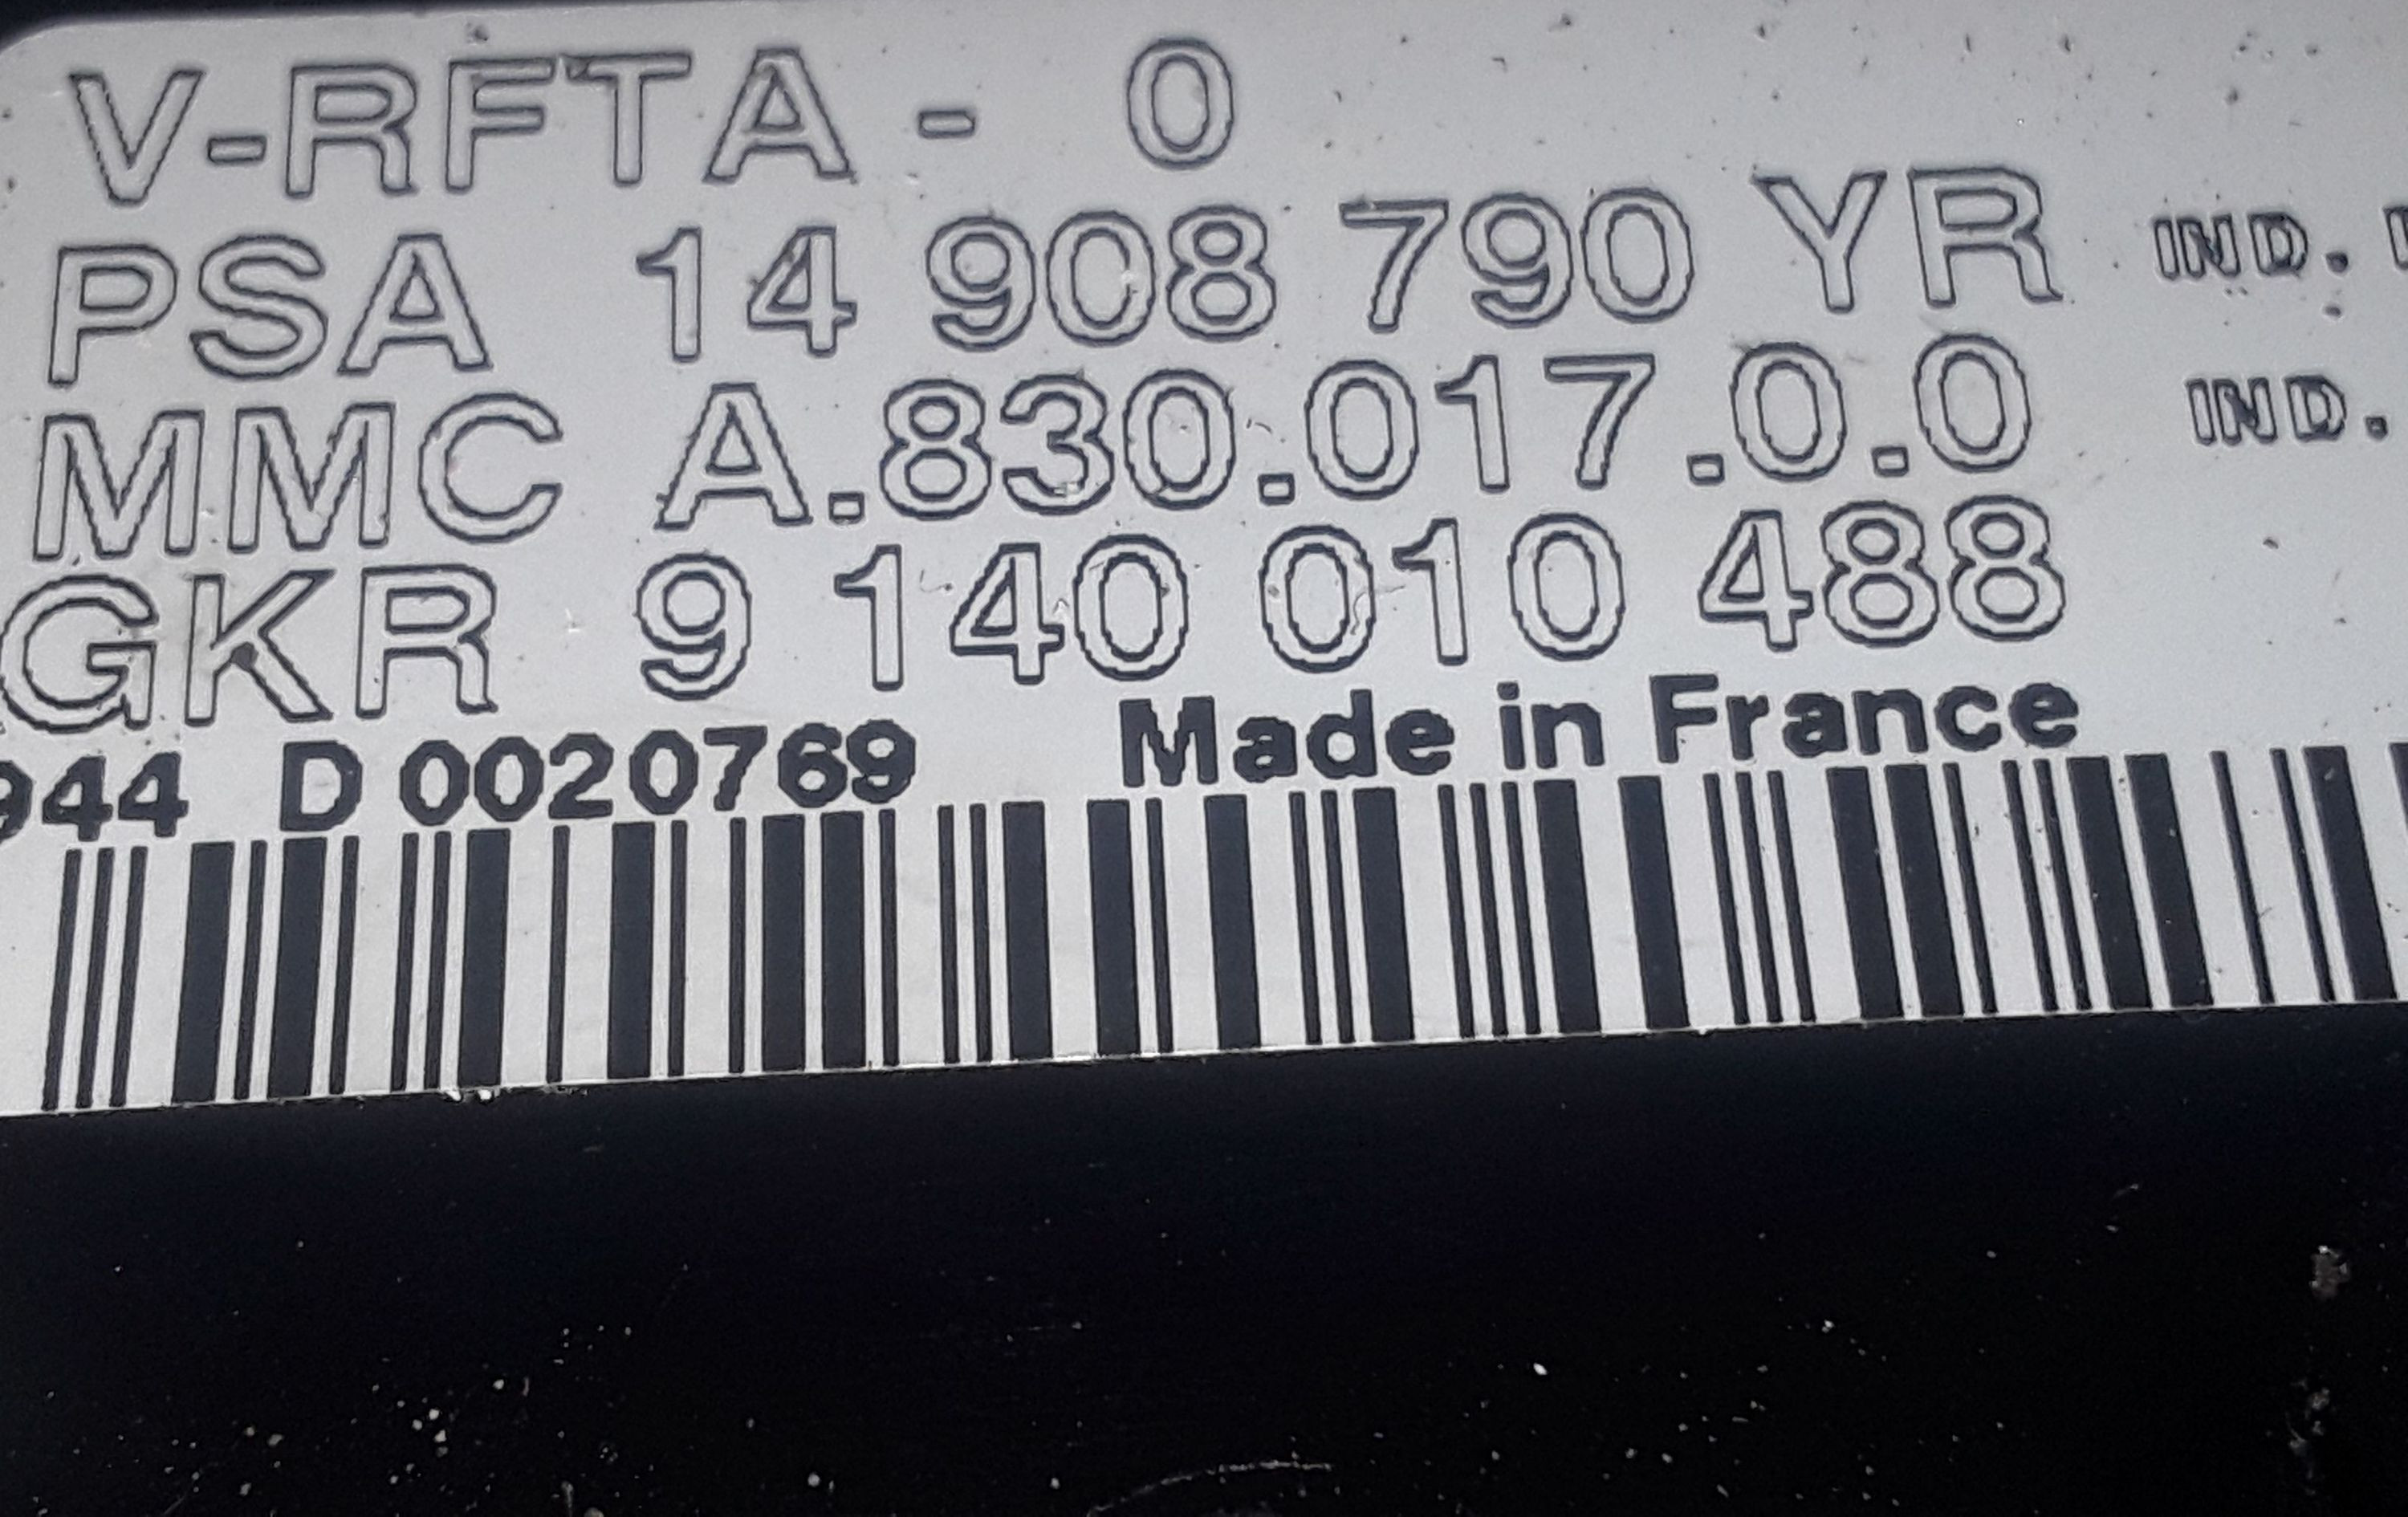 V-RFTA - 0
PSA 14 908 790 YR IND.
MMC A.830.017.0.0 IND.
GKR 9 140 010 488
944 D 0020769 Made in France